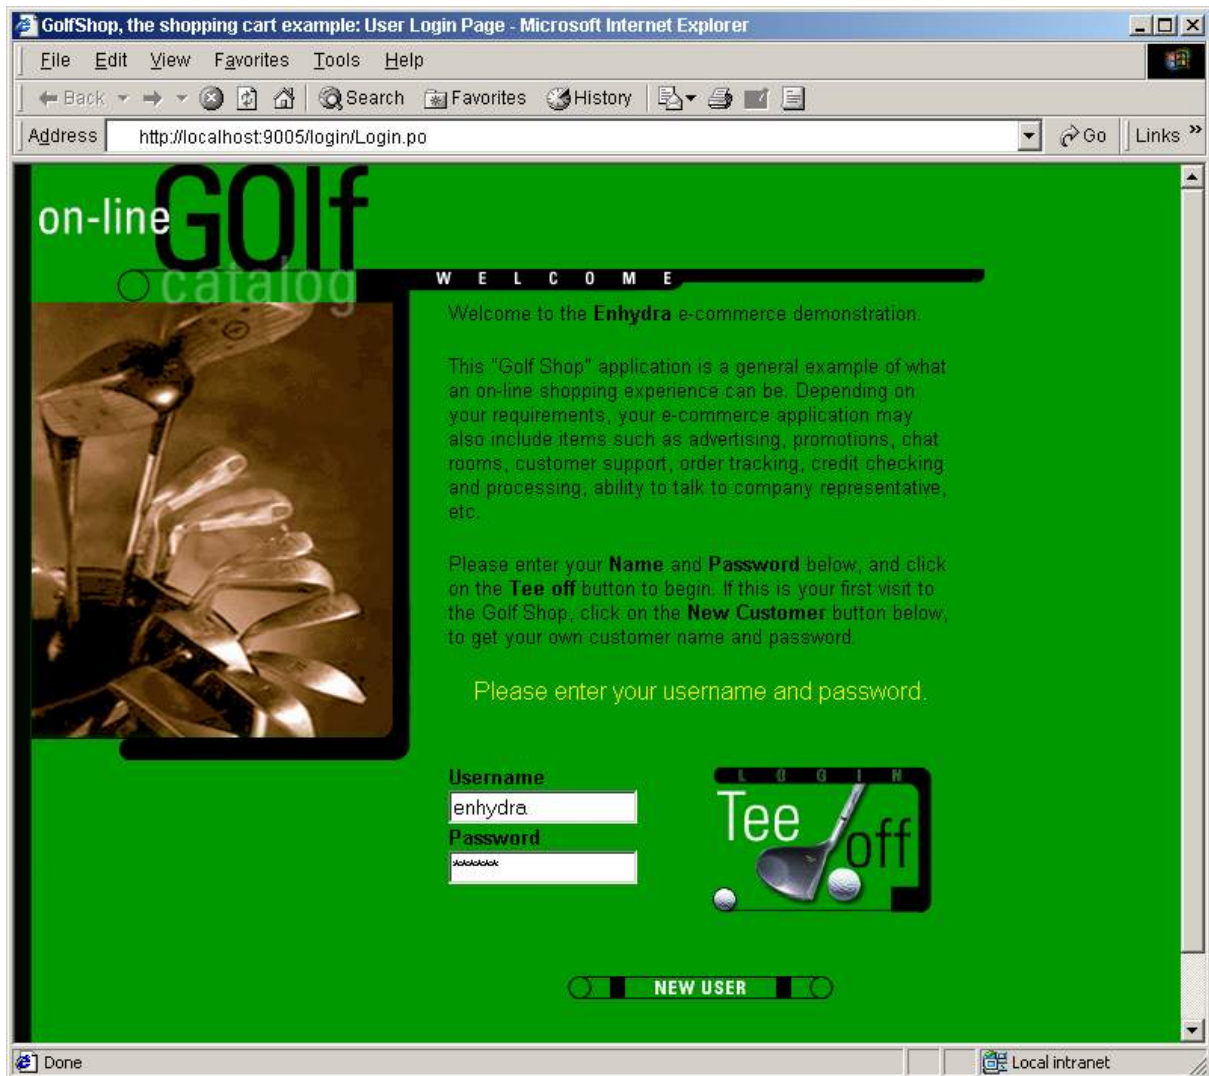 GolfShop, the shopping cart example: User Login Page - Microsoft Internet Explorer
File Edit View Favorites Tools Help
Back Search Favorites History
Address http://localhost:9005/login/Login.po Go Links »
on-line GOlf
catalog
WELCOME
Welcome to the Enhydra e-commerce demonstration.
This "Golf Shop" application is a general example of what
an on-line shopping experience can be. Depending on
your requirements, your e-commerce application may
also include items such as advertising, promotions, chat
rooms, customer support, order tracking, credit checking
and processing, ability to talk to company representative,
etc.
Please enter your Name and Password below, and click
on the Tee off button to begin. If this is your first visit to
the Golf Shop, click on the New Customer button below,
to get your own customer name and password.
Please enter your username and password.
Username
enhydra
Password
*******
LOGIN
Tee
off
NEW USER
Done Local intranet